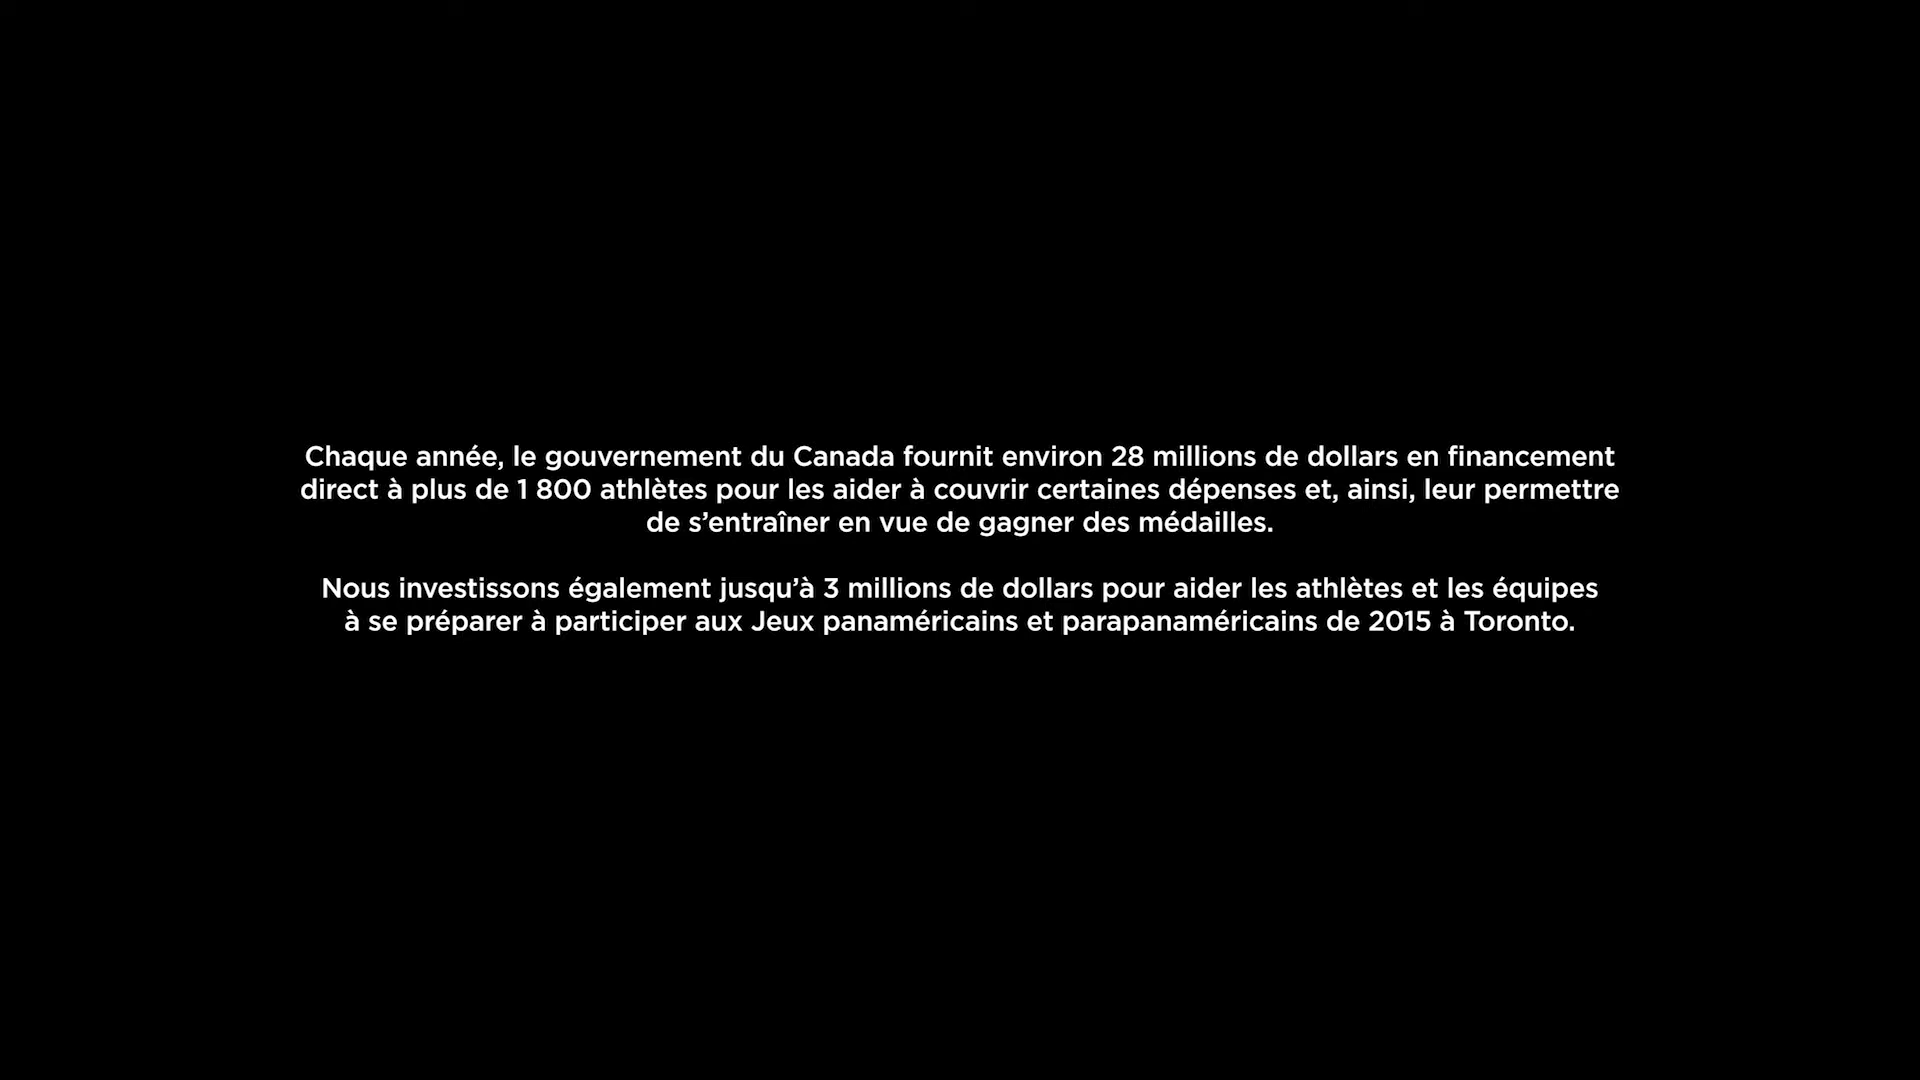 Chaque année, le gouvernement du Canada fournit environ 28 millions de dollars en financement
direct à plus de 1 800 athlètes pour les aider à couvrir certaines dépenses et, ainsi, leur permettre
de s’entraîner en vue de gagner des médailles.
Nous investissons également jusqu’à 3 millions de dollars pour aider les athlètes et les équipes
à se préparer à participer aux Jeux panaméricains et parapanaméricains de 2015 à Toronto.